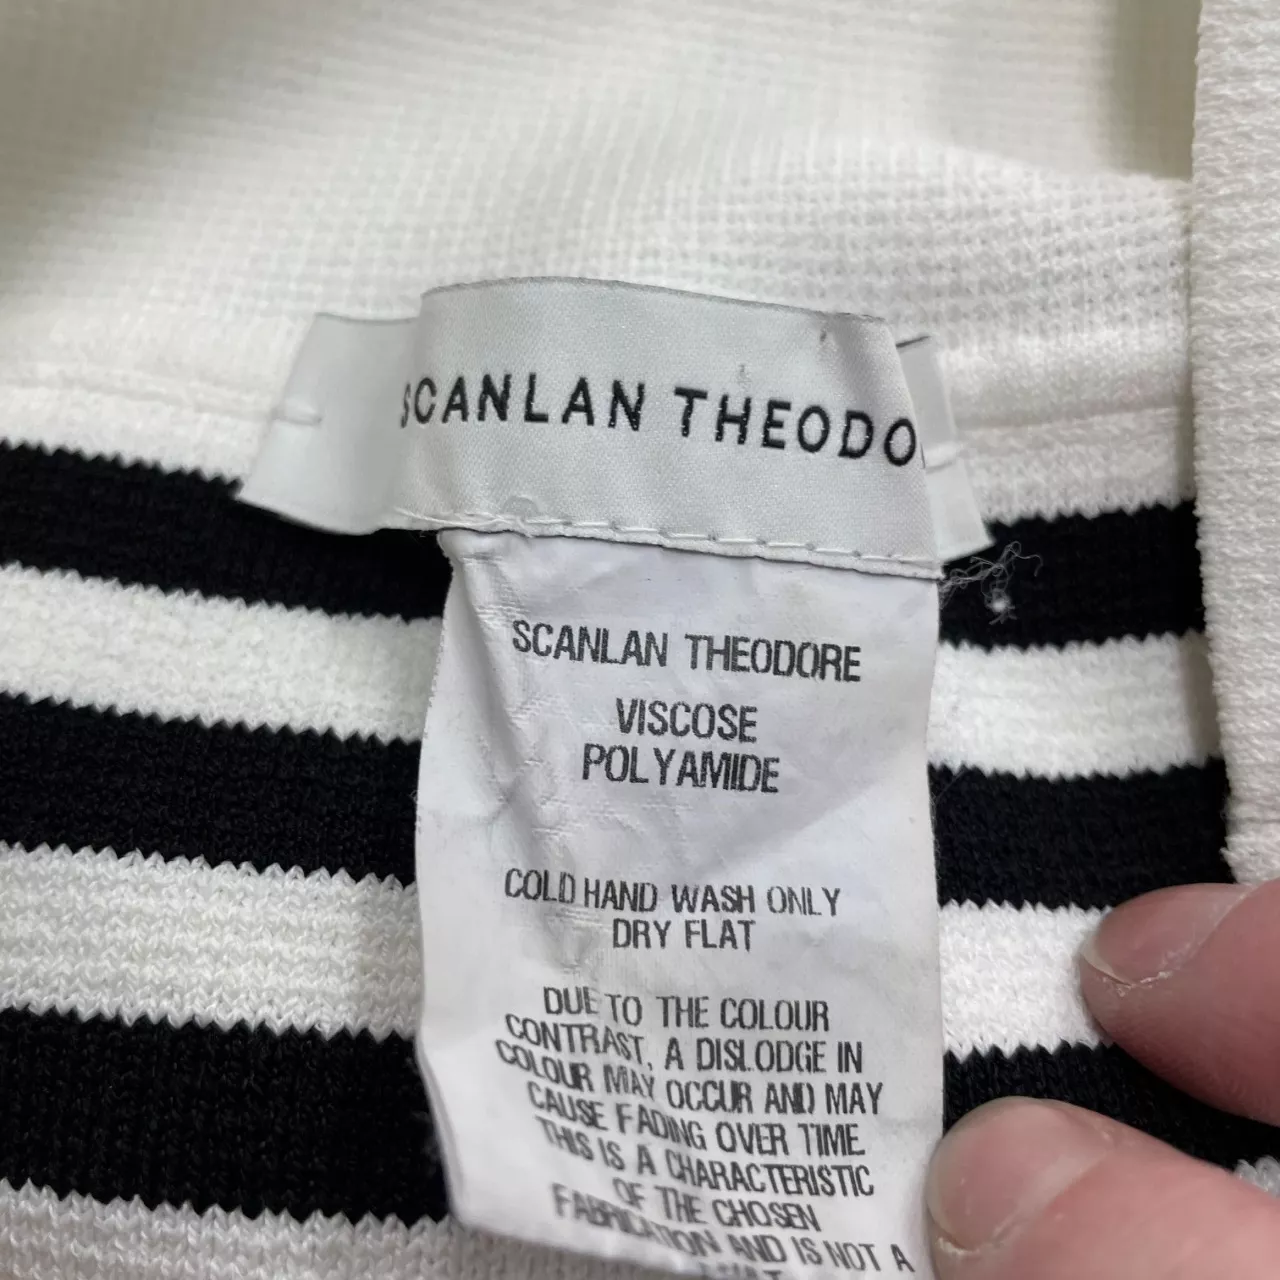 SCANLAN THEODO
SCANLAN THEODORE
VISCOSE
POLYAMIDE
COLD HAND WASH ONLY
DRY FLAT
DUE TO THE COLOUR
CONTRAST, A DISLODGE IN
COLOUR MAY OCCUR AND MAY
CAUSE FADING OVER TIME
THIS IS A CHARACTERISTIC
OF THE CHOSEN
FABRICATION AND IS NOT A